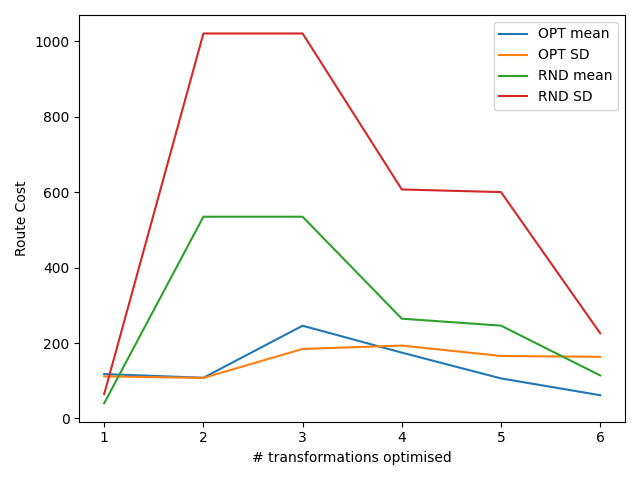 1000
800
600
400
200
0
Route Cost
1 2 3 4 5 6
# transformations optimised
OPT mean
OPT SD
RND mean
RND SD